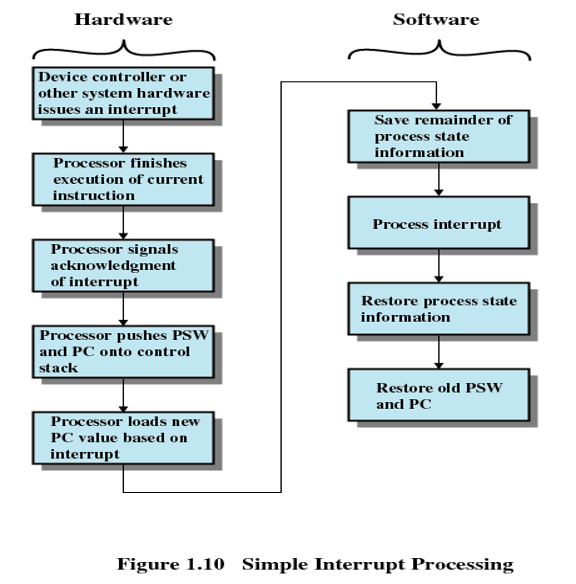 Hardware
Software
Device controller or
other system hardware
issues an interrupt
Processor finishes
execution of current
instruction
Processor signals
acknowledgment
of interrupt
Processor pushes PSW
and PC onto control
stack
Processor loads new
PC value based on
interrupt
Save remainder of
process state
information
Process interrupt
Restore process state
information
Restore old PSW
and PC
Figure 1.10 Simple Interrupt Processing